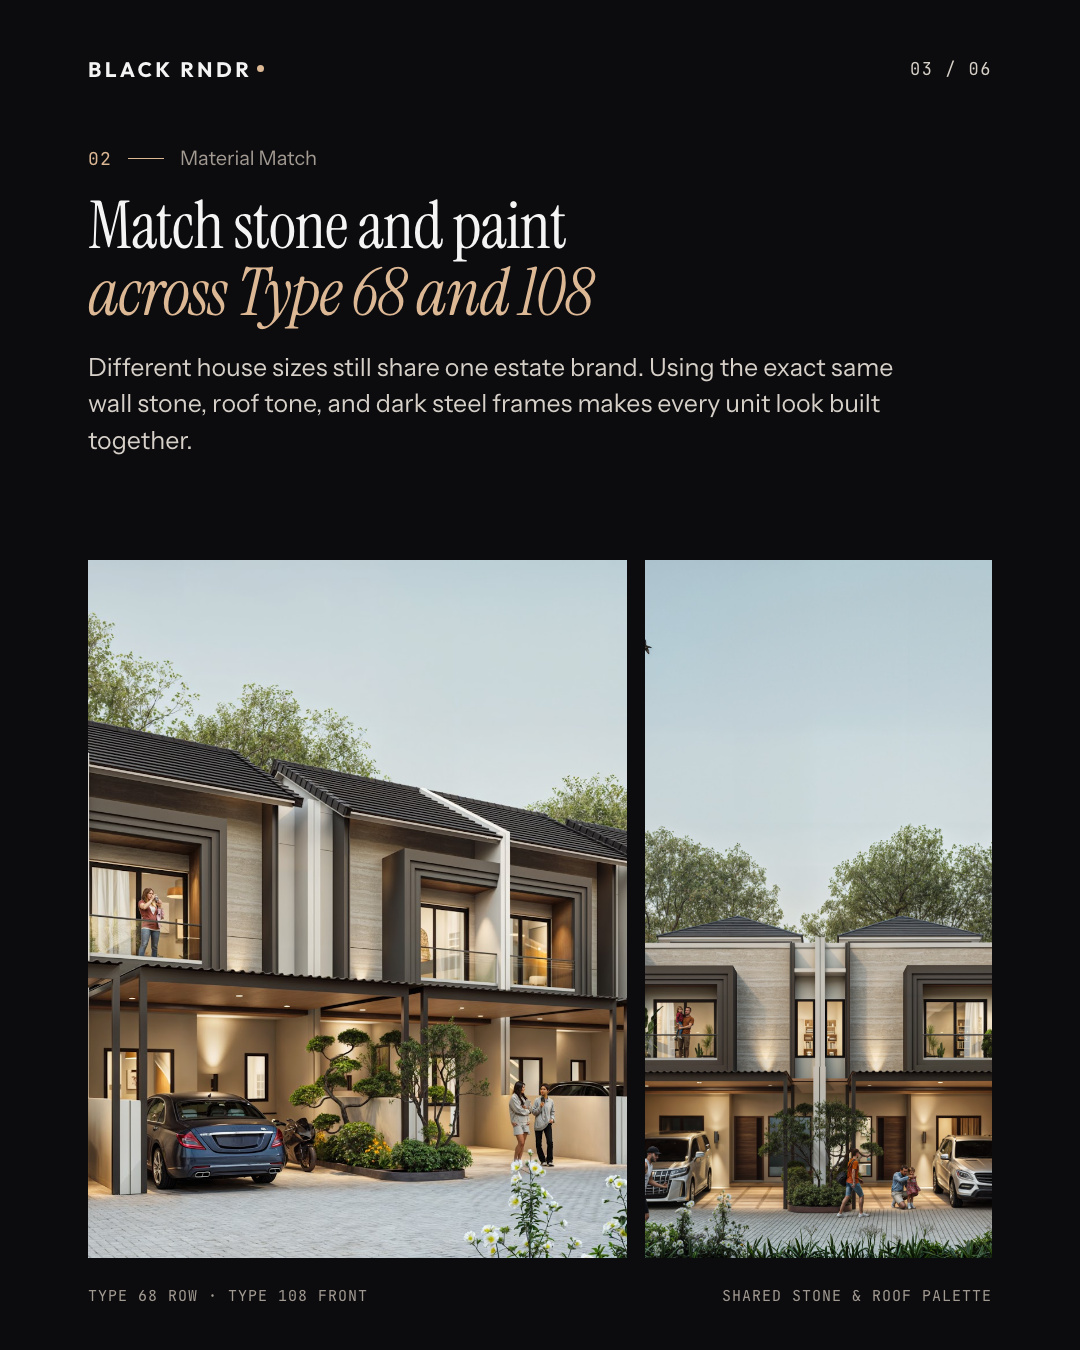 BLACK RNDR
03 / 06
02 — Material Match
Match stone and paint
across Type 68 and 108
Different house sizes still share one estate brand. Using the exact same
wall stone, roof tone, and dark steel frames makes every unit look built
together.
TYPE 68 ROW · TYPE 108 FRONT
SHARED STONE & ROOF PALETTE